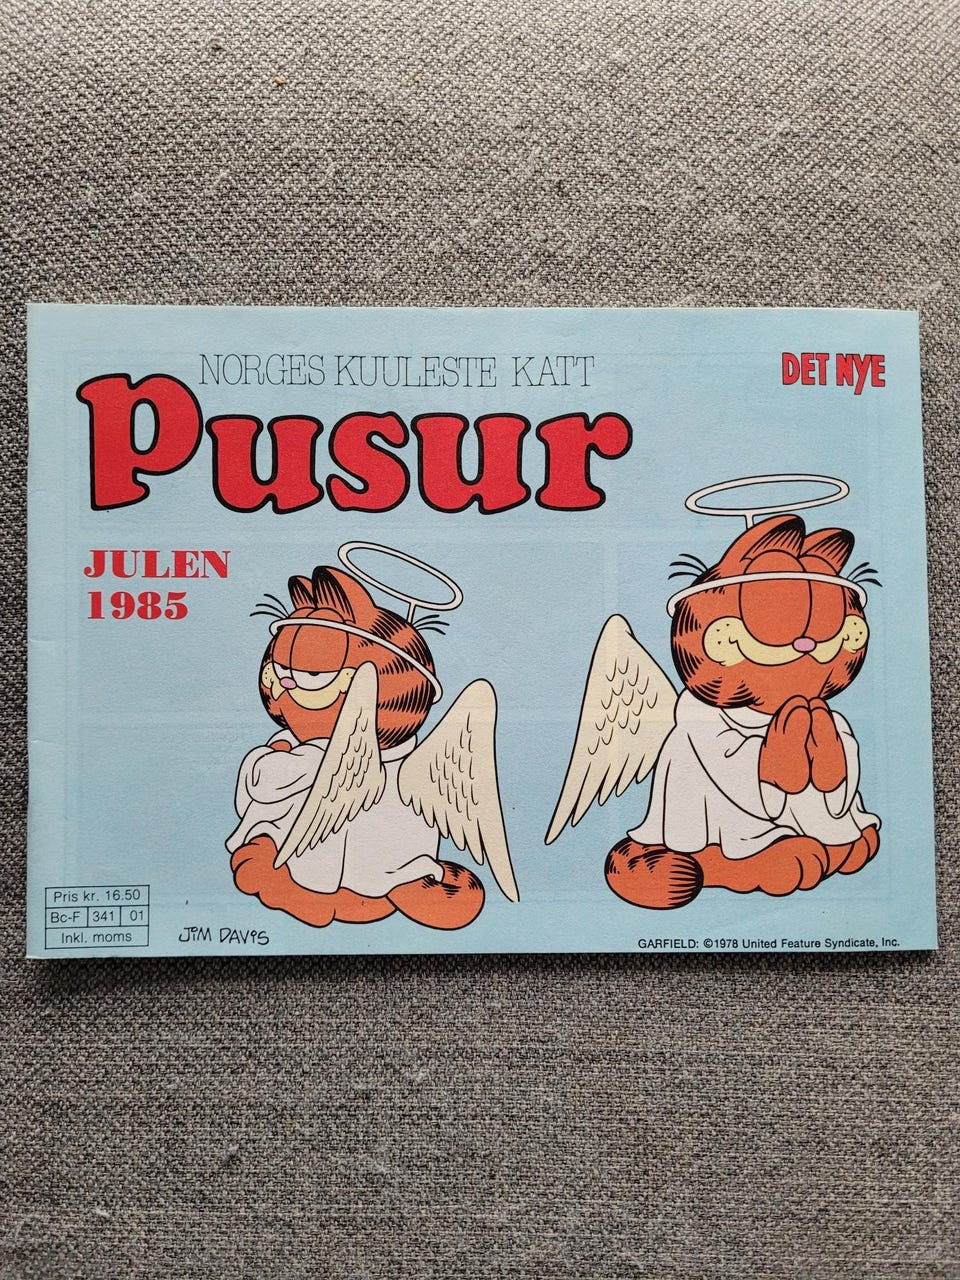 NORGES KUULESTE KATT
DET NYE
Pusur
JULEN
1985
Pris kr. 16.50
Bc-F 341 01
Inkl. moms
JIM DAVIS
GARFIELD: ©1978 United Feature Syndicate, Inc.